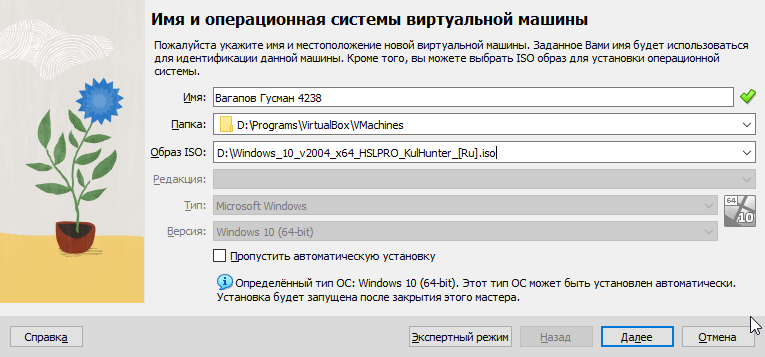 Имя и операционная системы виртуальной машины
Пожалуйста укажите имя и местоположение новой виртуальной машины. Заданное Вами имя будет использоваться
для идентификации данной машины. Кроме того, вы можете выбрать ISO образ для установки операционной
системы.
Имя: Вагапов Гусман 4238
Папка: D:\Programs\VirtualBox\VMachines
Образ ISO: D:\Windows_10_v2004_x64_HSLPRO_KulHunter_[Ru].iso
Редакция:
Тип: Microsoft Windows
64
10
Версия: Windows 10 (64-bit)
Пропустить автоматическую установку
Определённый тип ОС: Windows 10 (64-bit). Этот тип ОС может быть установлен автоматически.
Установка будет запущена после закрытия этого мастера.
Справка Экспертный режим Назад Далее Отмена